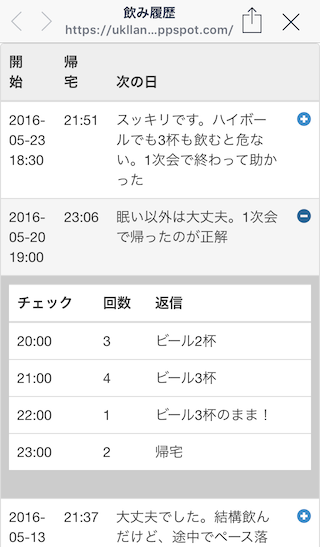 飲み履歴
https://ukllan...ppspot.com/
開始 帰宅 次の日
2016-05-23 18:30 21:51 スッキリです。ハイボー
ルでも3杯も飲むと危な
い。1次会で終わって助か
った
2016-05-20 19:00 23:06 眠い以外は大丈夫。1次会
で帰ったのが正解
チェック 回数 返信
20:00 3 ビール2杯
21:00 4 ビール3杯
22:00 1 ビール3杯のまま！
23:00 2 帰宅
2016-05-13 21:37 大丈夫でした。結構飲ん
だけど、途中でペース落